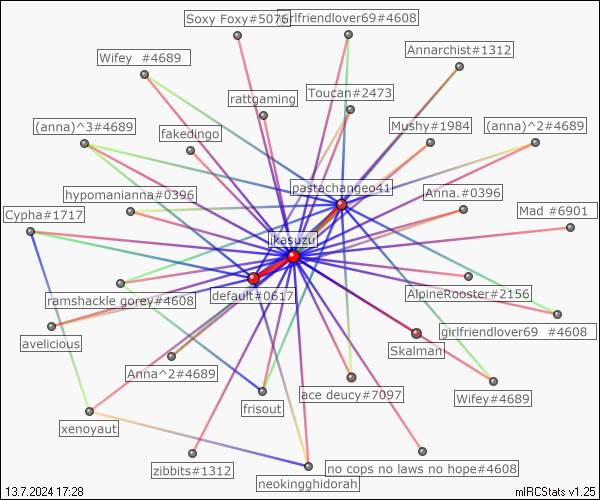 Soxy Foxy#5076
girlfriendlover69#4608
Annarchist#1312
Wifey  #4689
rattgaming
Toucan#2473
(anna)^3#4689
fakedingo
Mushy#1984
(anna)^2#4689
hypomanianna#0396
pastachangeo41
Anna.#0396
Cypha#1717
Mad #6901
ikasuzu
default#0617
ramshackle gorey#4608
AlpineRooster#2156
girlfriendlover69  #4608
avelicious
Skalman
Anna^2#4689
ace deucy#7097
Wifey#4689
frisout
xenoyaut
zibbits#1312
no cops no laws no hope#4608
neokingghidorah
13.7.2024 17:28
mIRCStats v1.25